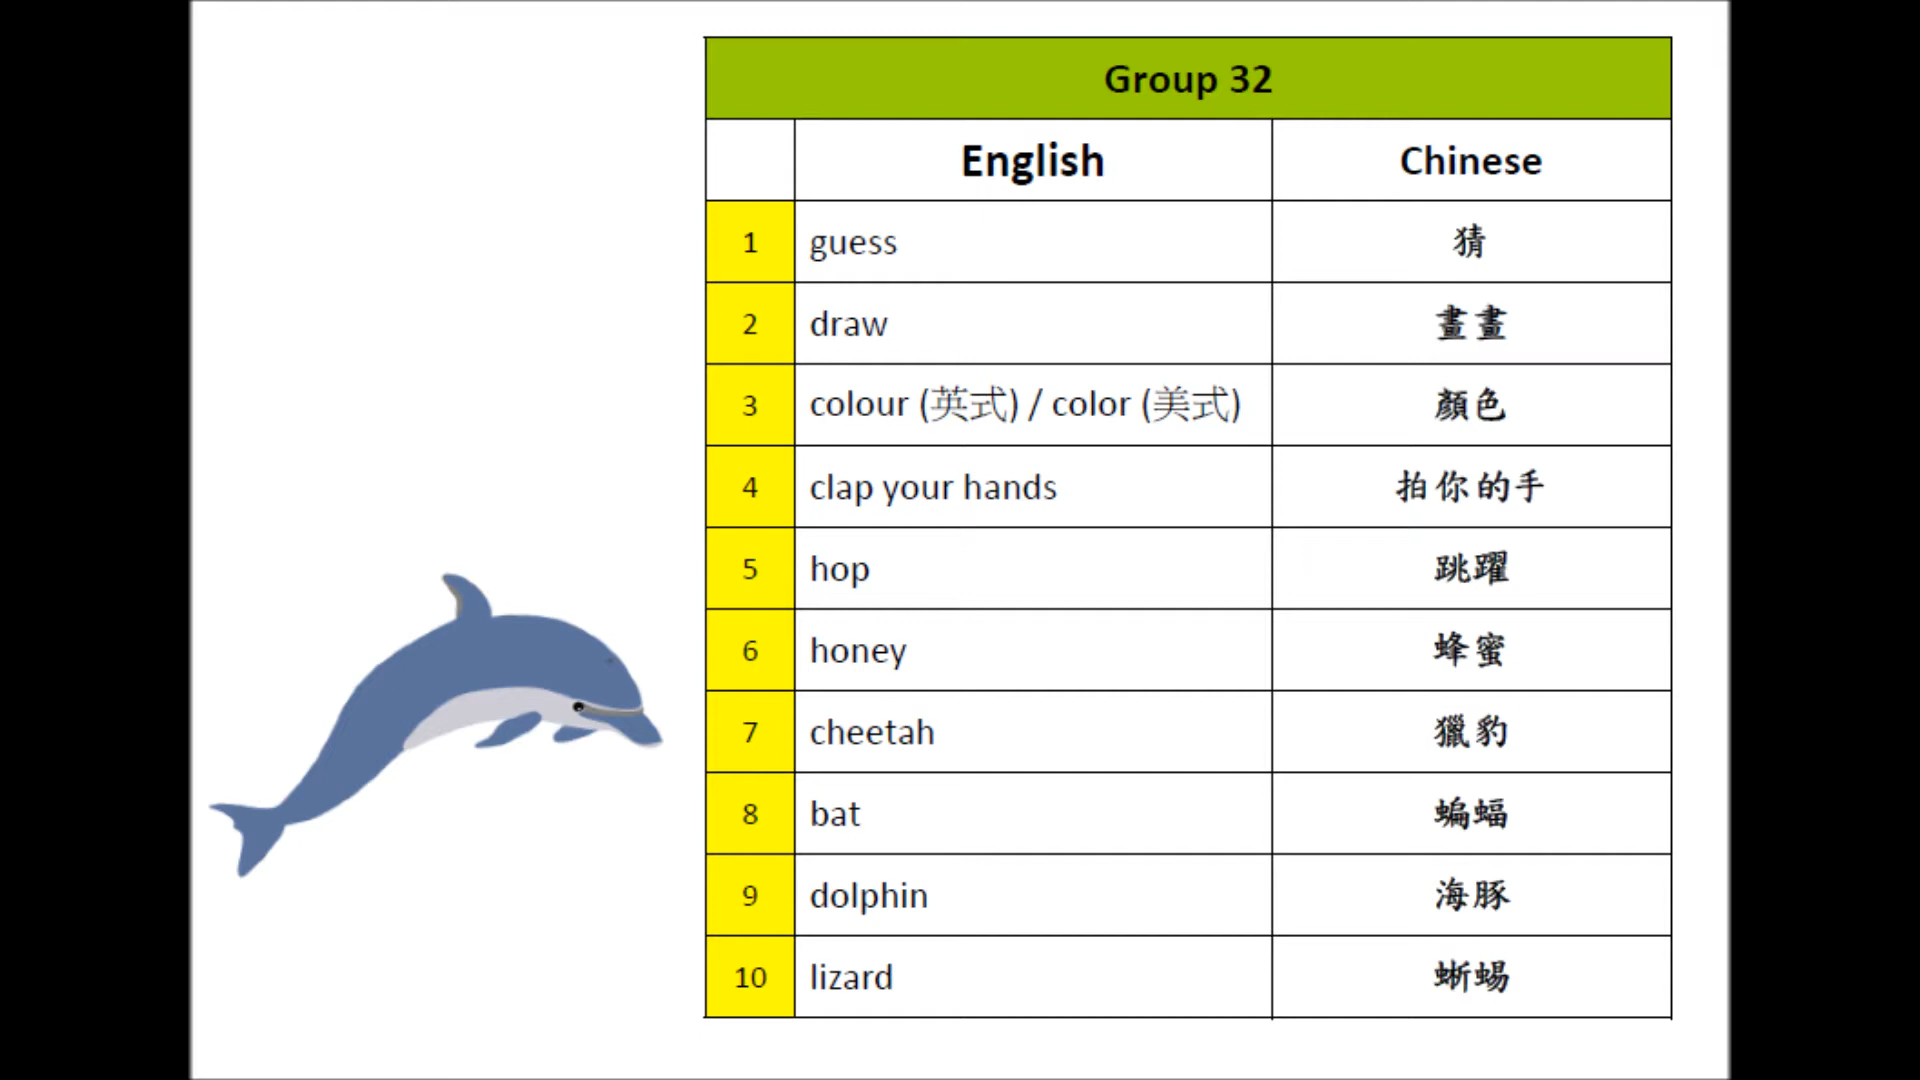 Group 32
English Chinese
1 guess 猜
2 draw 畫畫
3 colour (英式) / color (美式) 顏色
4 clap your hands 拍你的手
5 hop 跳躍
6 honey 蜂蜜
7 cheetah 獵豹
8 bat 蝙蝠
9 dolphin 海豚
10 lizard 蜥蜴